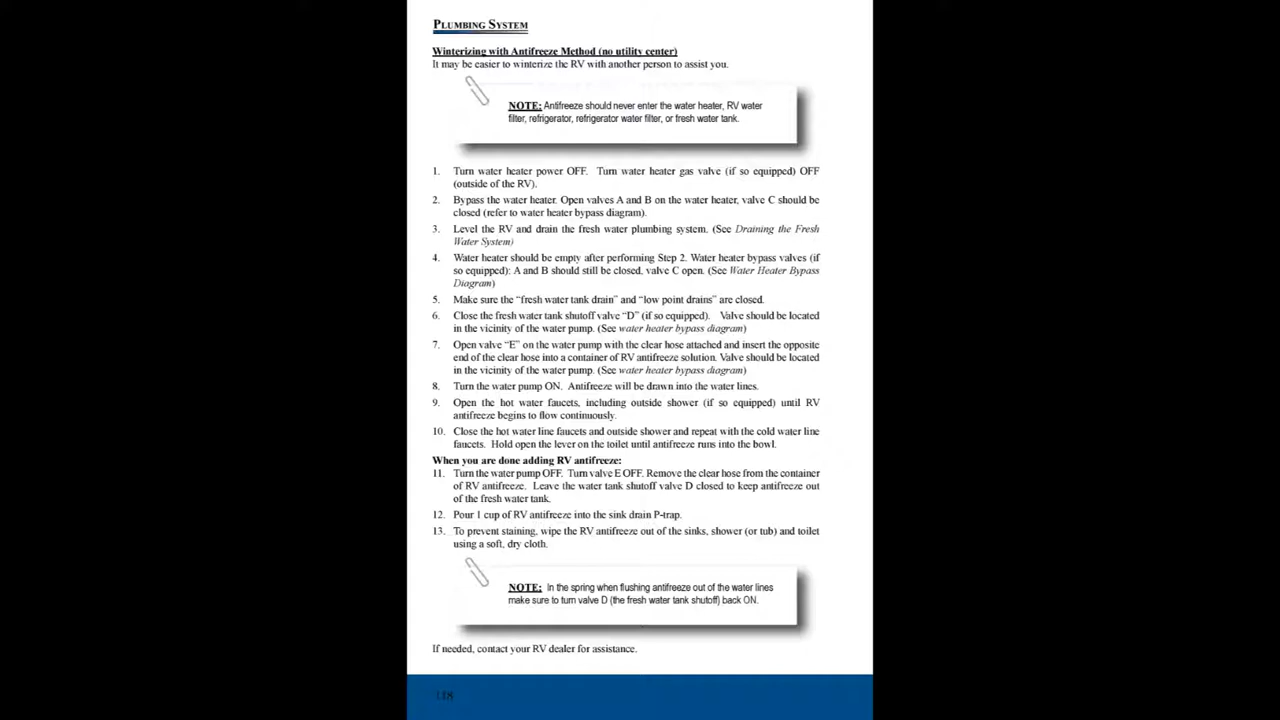 PLUMBING SYSTEM
Winterizing with Antifreeze Method (no utility center)
It may be easier to winterize the RV with another person to assist you.
NOTE: Antifreeze should never enter the water heater, RV water
filter, refrigerator, refrigerator water filter, or fresh water tank.
1. Turn water heater power OFF. Turn water heater gas valve (if so equipped) OFF
(outside of the RV).
2. Bypass the water heater. Open valves A and B on the water heater, valve C should be
closed (refer to water heater bypass diagram).
3. Level the RV and drain the fresh water plumbing system. (See Draining the Fresh
Water System)
4. Water heater should be empty after performing Step 2. Water heater bypass valves (if
so equipped): A and B should still be closed, valve C open. (See Water Heater Bypass
Diagram)
5. Make sure the “fresh water tank drain” and “low point drains” are closed.
6. Close the fresh water tank shutoff valve “D” (if so equipped). Valve should be located
in the vicinity of the water pump. (See water heater bypass diagram)
7. Open valve “E” on the water pump with the clear hose attached and insert the opposite
end of the clear hose into a container of RV antifreeze solution. Valve should be located
in the vicinity of the water pump. (See water heater bypass diagram)
8. Turn the water pump ON. Antifreeze will be drawn into the water lines.
9. Open the hot water faucets, including outside shower (if so equipped) until RV
antifreeze begins to flow continuously.
10. Close the hot water line faucets and outside shower and repeat with the cold water line
faucets. Hold open the lever on the toilet until antifreeze runs into the bowl.
When you are done adding RV antifreeze:
11. Turn the water pump OFF. Turn valve E OFF. Remove the clear hose from the container
of RV antifreeze. Leave the water tank shutoff valve D closed to keep antifreeze out
of the fresh water tank.
12. Pour 1 cup of RV antifreeze into the sink drain P-trap.
13. To prevent staining, wipe the RV antifreeze out of the sinks, shower (or tub) and toilet
using a soft, dry cloth.
NOTE: In the spring when flushing antifreeze out of the water lines
make sure to turn valve D (the fresh water tank shutoff) back ON.
If needed, contact your RV dealer for assistance.
118